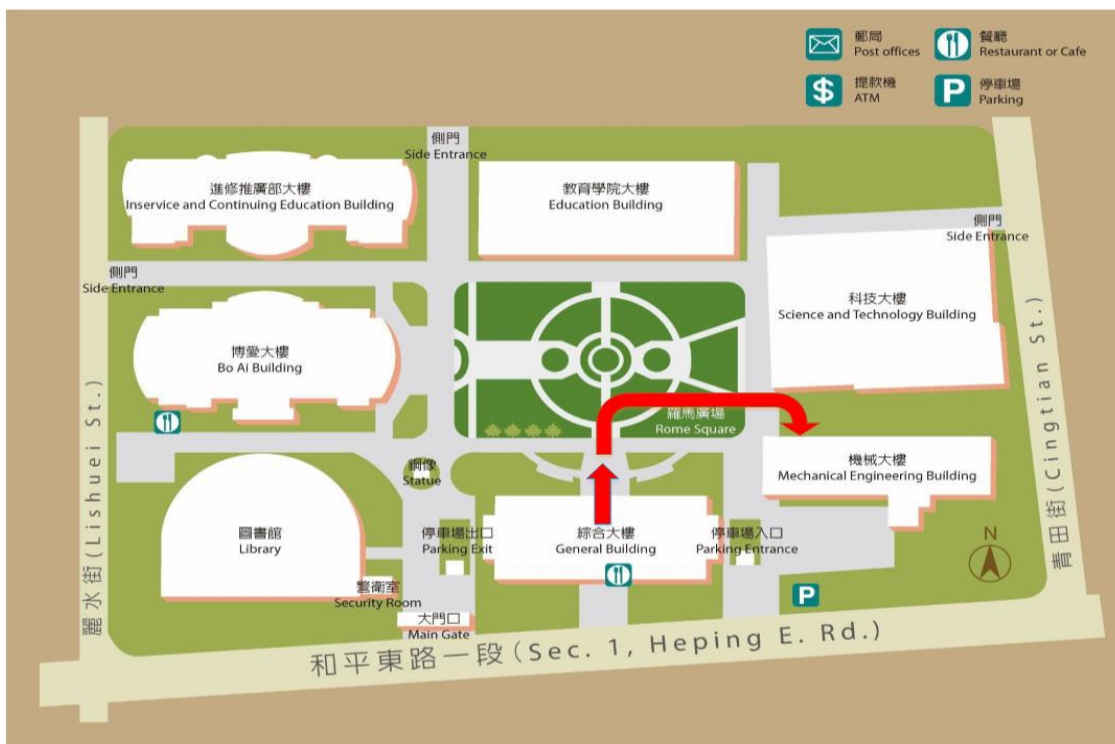 郵局
Post offices
餐廳
Restaurant or Cafe
$ 提款機
ATM
P 停車場
Parking
側門
Side Entrance
進修推廣部大樓
Inservice and Continuing Education Building
教育學院大樓
Education Building
側門
Side Entrance
側門
Side Entrance
科技大樓
Science and Technology Building
博愛大樓
Bo Ai Building
羅馬廣場
Rome Square
銅像
Statue
機械大樓
Mechanical Engineering Building
圖書館
Library
停車場出口
Parking Exit
綜合大樓
General Building
停車場入口
Parking Entrance
N
警衛室
Security Room
P
大門口
Main Gate
麗水街(Lishuei St.)
青田街(Cingtian St.)
和平東路一段(Sec. 1, Heping E. Rd.)